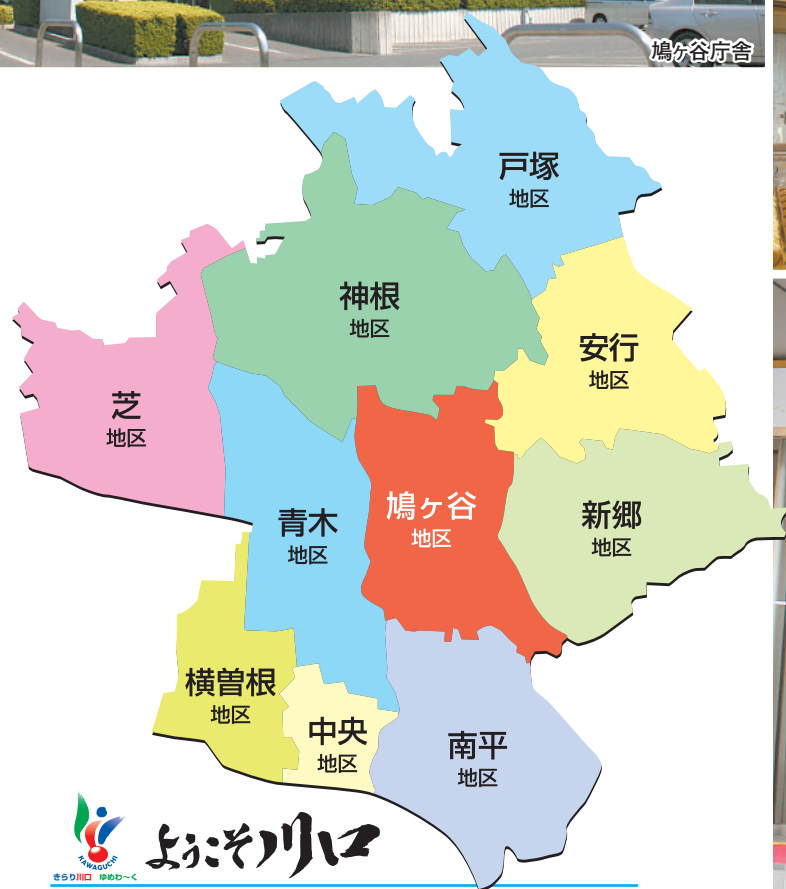 鳩ヶ谷庁舎
戸塚
地区
神根
地区
安行
地区
芝
地区
鳩ヶ谷
地区
青木
地区
新郷
地区
横曽根
地区
中央
地区
南平
地区
KAWAGUCHI
きらり川口 ゆめわ〜く
ようこそ川口